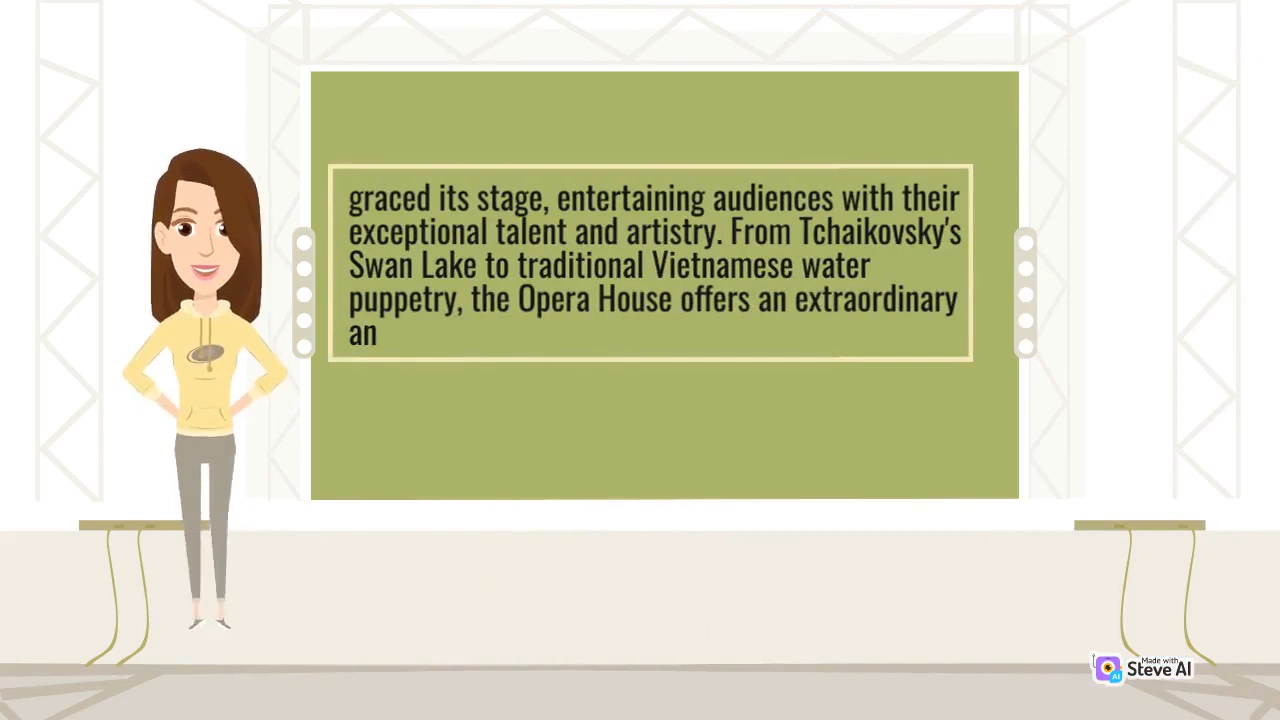 graced its stage, entertaining audiences with their
exceptional talent and artistry. From Tchaikovsky's
Swan Lake to traditional Vietnamese water
puppetry, the Opera House offers an extraordinary
an
Made with
Steve AI
AI